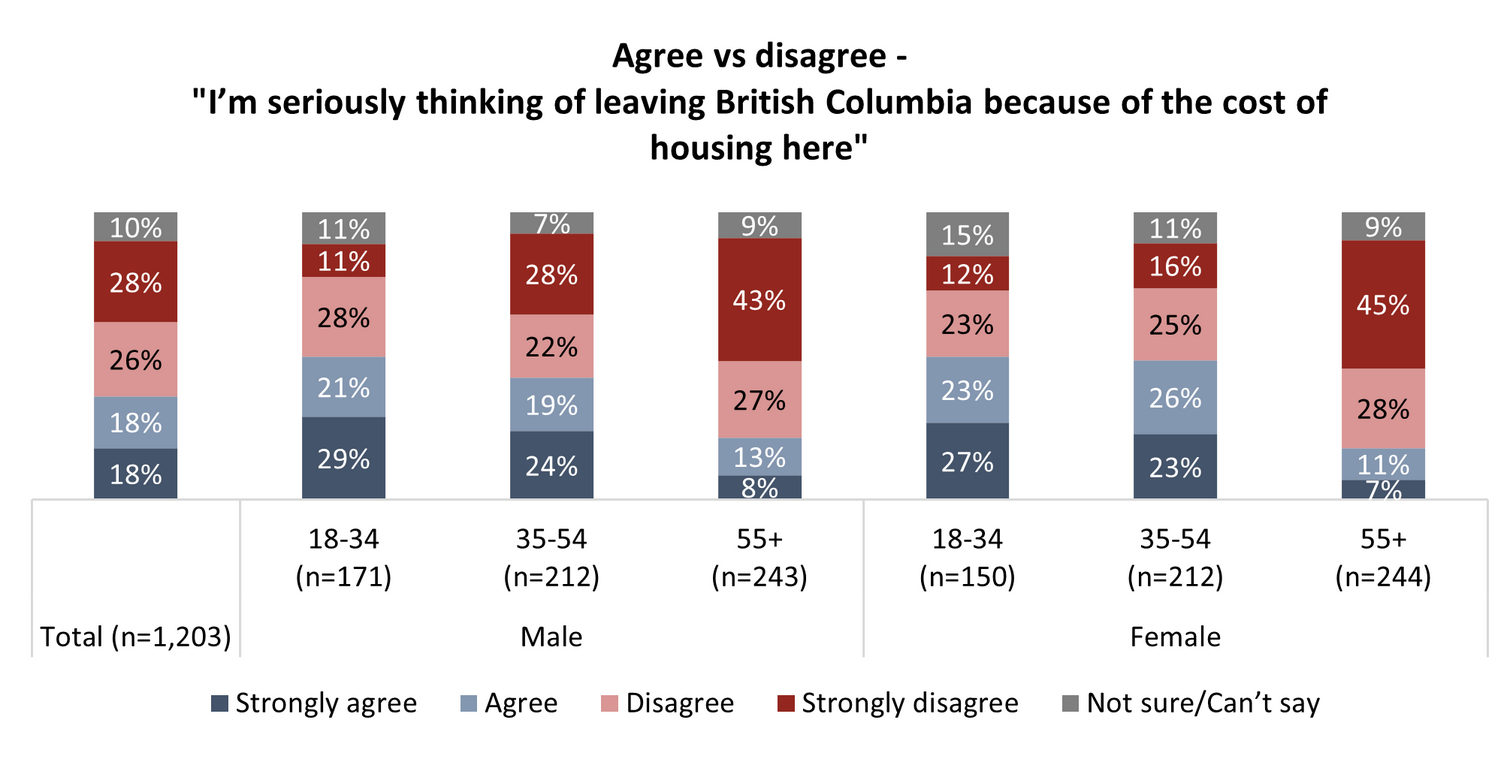 Agree vs disagree -
"I’m seriously thinking of leaving British Columbia because of the cost of
housing here"
10% 11% 7% 9% 15% 11% 9%
28% 11% 28% 43% 12% 16% 45%
26% 28% 22% 27% 23% 25% 28%
18% 21% 19% 13% 23% 26% 11%
18% 29% 24% 8% 27% 23% 7%
18-34 35-54 55+ 18-34 35-54 55+
(n=171) (n=212) (n=243) (n=150) (n=212) (n=244)
Total (n=1,203) Male Female
Strongly agree Agree Disagree Strongly disagree Not sure/Can’t say